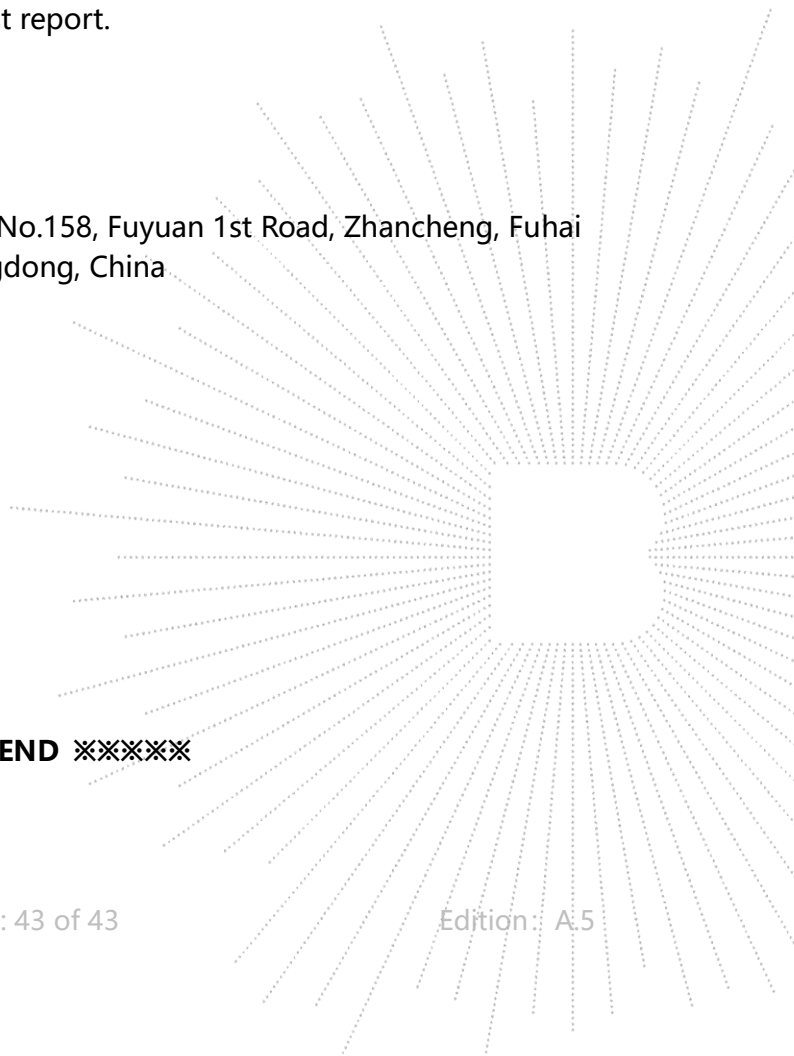 t report.
No.158, Fuyuan 1st Road, Zhancheng, Fuhai
gdong, China
END ※※※※※
: 43 of 43 Edition：A.5